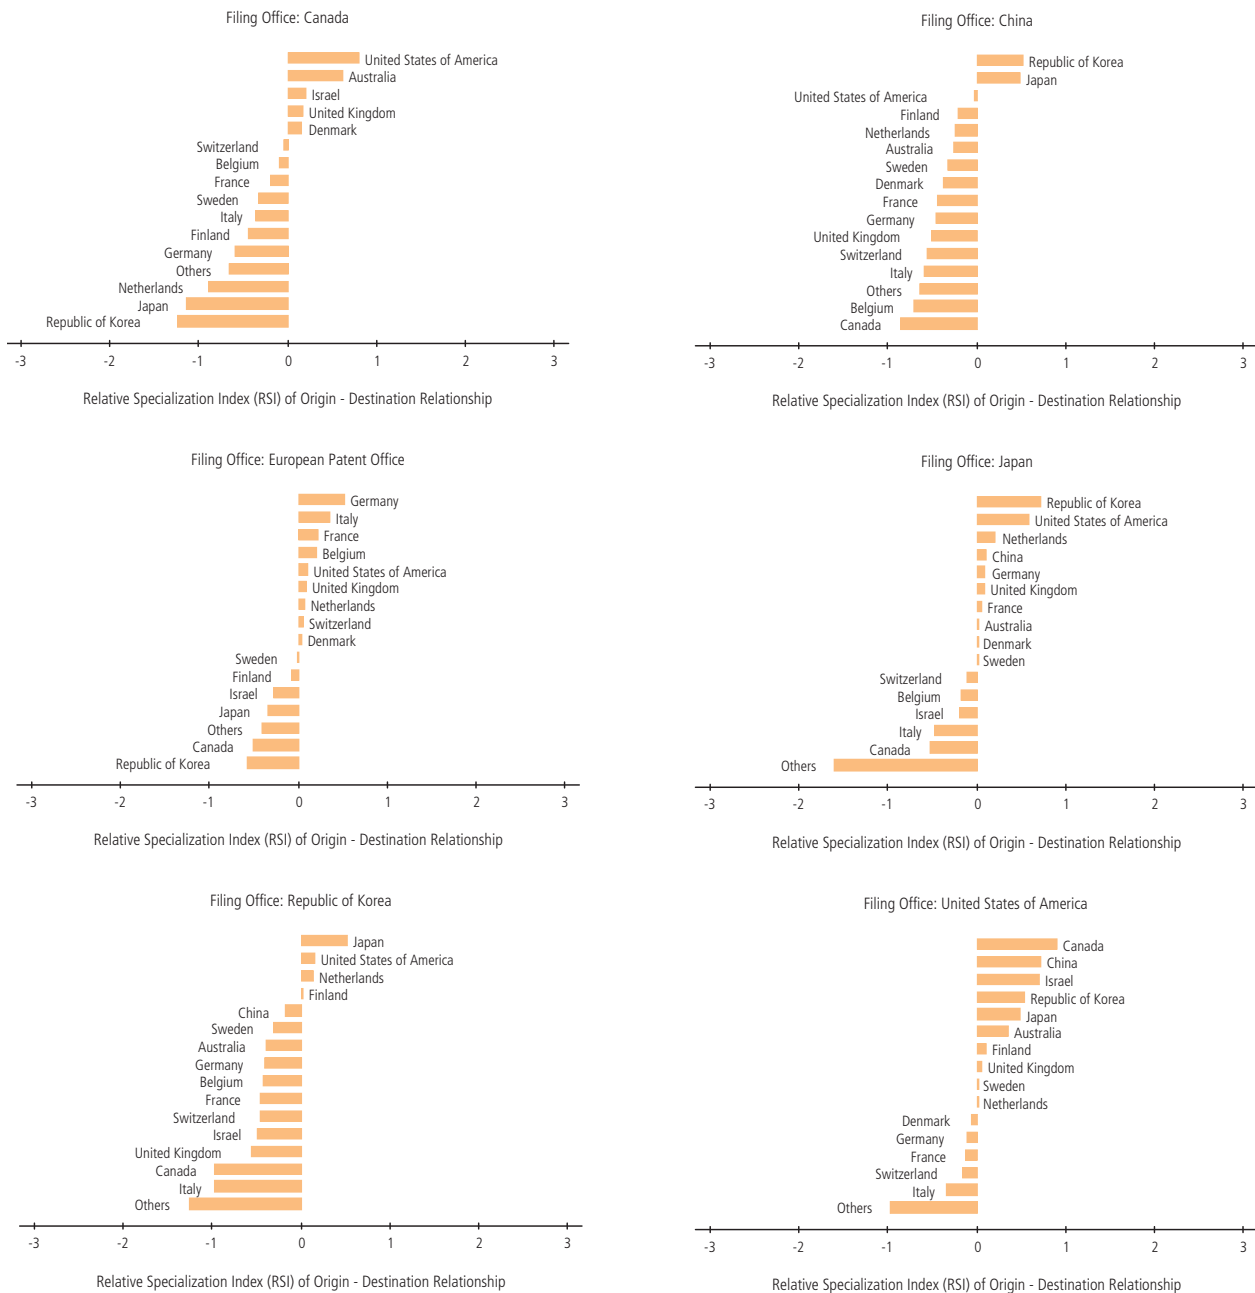 Filing Office: Canada
United States of America
Australia
Israel
United Kingdom
Denmark
Switzerland
Belgium
France
Sweden
Italy
Finland
Germany
Others
Netherlands
Japan
Republic of Korea
-3 -2 -1 0 1 2 3
Relative Specialization Index (RSI) of Origin - Destination Relationship
Filing Office: China
Republic of Korea
Japan
United States of America
Finland
Netherlands
Australia
Sweden
Denmark
France
Germany
United Kingdom
Switzerland
Italy
Others
Belgium
Canada
-3 -2 -1 0 1 2 3
Relative Specialization Index (RSI) of Origin - Destination Relationship
Filing Office: European Patent Office
Germany
Italy
France
Belgium
United States of America
United Kingdom
Netherlands
Switzerland
Denmark
Sweden
Finland
Israel
Japan
Others
Canada
Republic of Korea
-3 -2 -1 0 1 2 3
Relative Specialization Index (RSI) of Origin - Destination Relationship
Filing Office: Japan
Republic of Korea
United States of America
Netherlands
China
Germany
United Kingdom
France
Australia
Denmark
Sweden
Switzerland
Belgium
Israel
Italy
Canada
Others
-3 -2 -1 0 1 2 3
Relative Specialization Index (RSI) of Origin - Destination Relationship
Filing Office: Republic of Korea
Japan
United States of America
Netherlands
Finland
China
Sweden
Australia
Germany
Belgium
France
Switzerland
Israel
United Kingdom
Canada
Italy
Others
-3 -2 -1 0 1 2 3
Relative Specialization Index (RSI) of Origin - Destination Relationship
Filing Office: United States of America
Canada
China
Israel
Republic of Korea
Japan
Australia
Finland
United Kingdom
Sweden
Netherlands
Denmark
Germany
France
Switzerland
Italy
Others
-3 -2 -1 0 1 2 3
Relative Specialization Index (RSI) of Origin - Destination Relationship